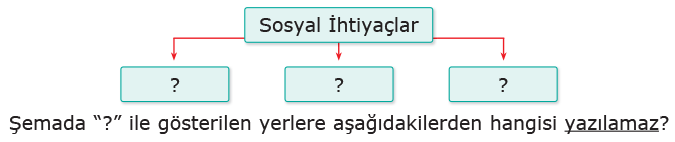 Sosyal İhtiyaçlar
? ? ?
Şemada “?” ile gösterilen yerlere aşağıdakilerden hangisi yazılamaz?